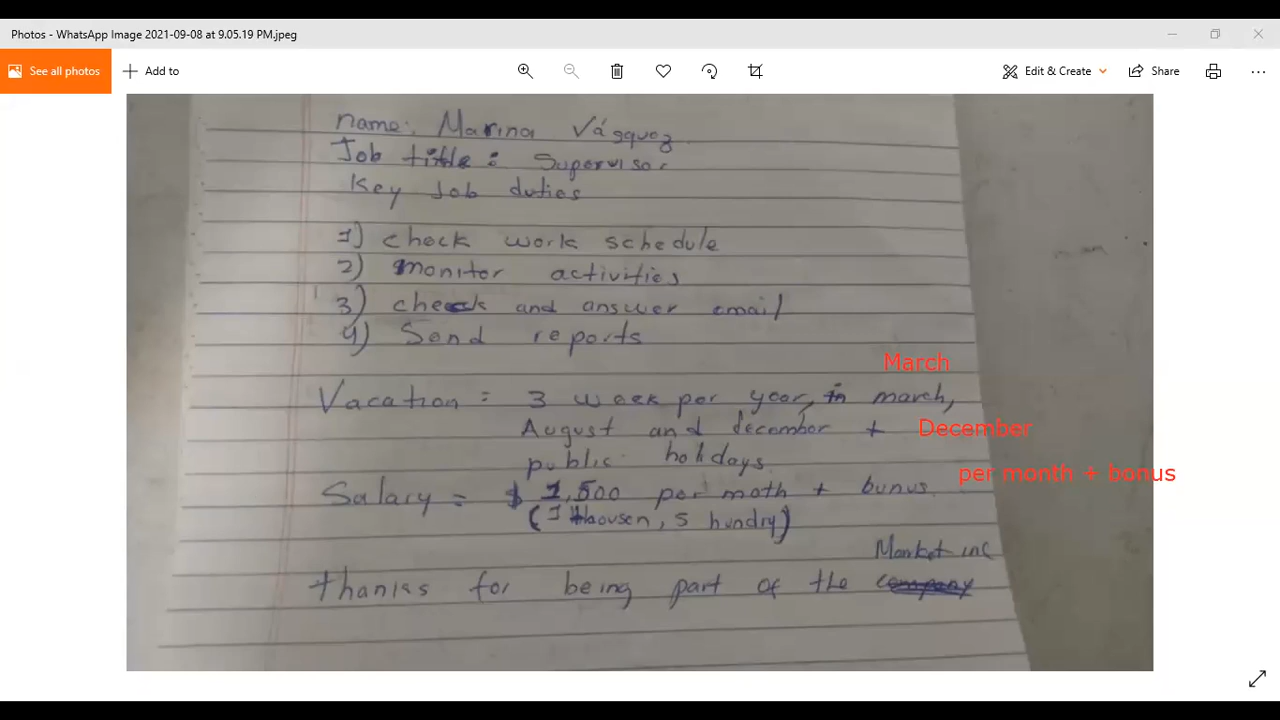 Photos - WhatsApp Image 2021-09-08 at 9.05.19 PM.jpeg
See all photos
Add to
Edit & Create
Share
name: Marina Vásquez
Job title: Supervisor
Key Job duties
1) check work schedule
2) monitor activities
3) check and answer email
4) Send reports
March
Vacation = 3 week per year, in march,
August and december +
December
public holidays
per month + bonus
Salary = $ 1,500 per moth + bunus
(1 thaousen, 5 hundry)
Market inc
thanks for being part of the company